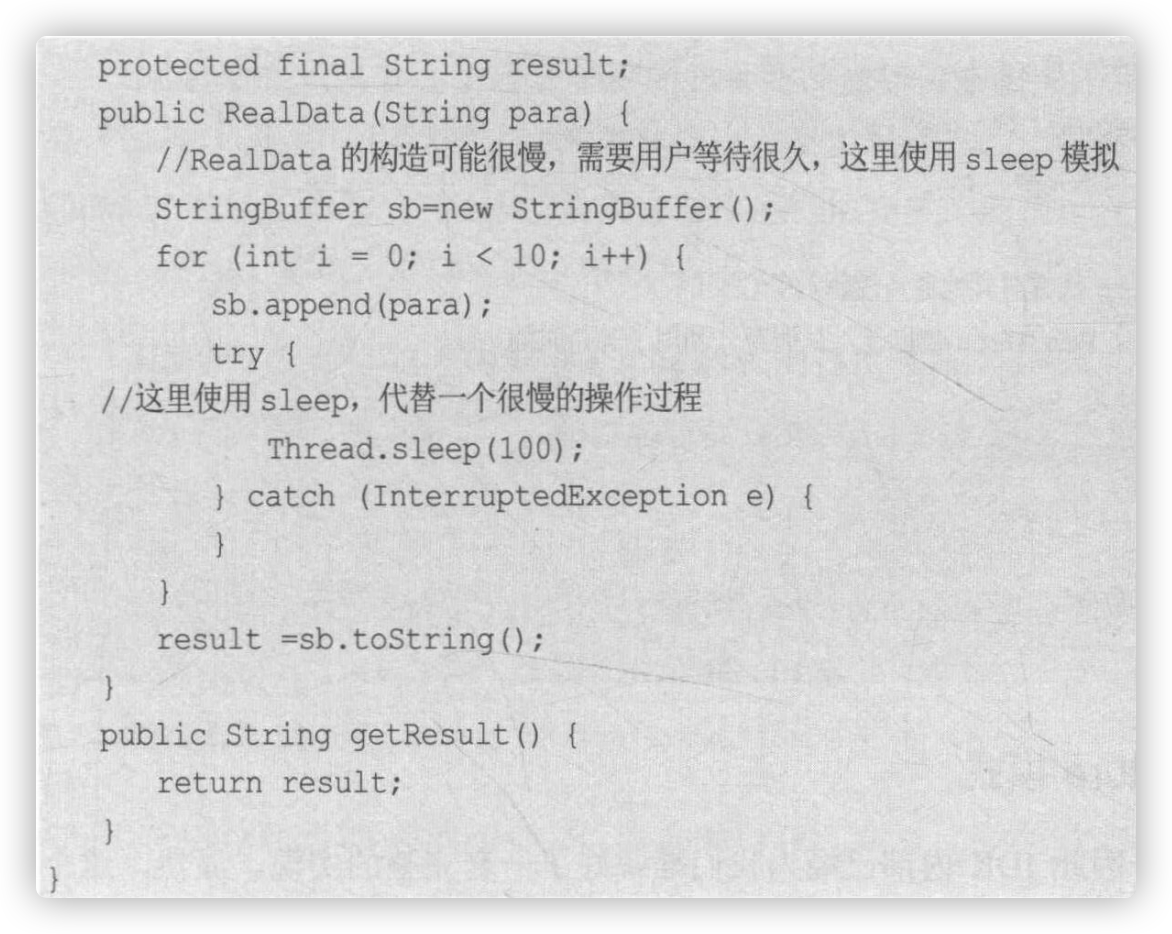 protected final String result;
public RealData(String para) {
//RealData 的构造可能很慢，需要用户等待很久，这里使用 sleep 模拟
StringBuffer sb=new StringBuffer();
for (int i = 0; i < 10; i++) {
sb.append(para);
try {
//这里使用 sleep，代替一个很慢的操作过程
Thread.sleep(100);
} catch (InterruptedException e) {
}
}
result =sb.toString();
}
public String getResult() {
return result;
}
}